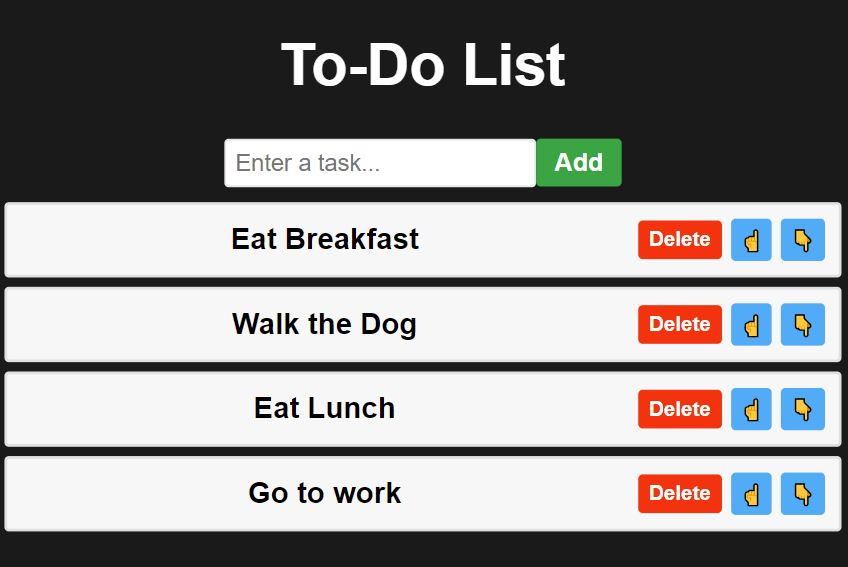 To-Do List
Enter a task... Add
Eat Breakfast Delete ☝ 👇
Walk the Dog Delete ☝ 👇
Eat Lunch Delete ☝ 👇
Go to work Delete ☝ 👇